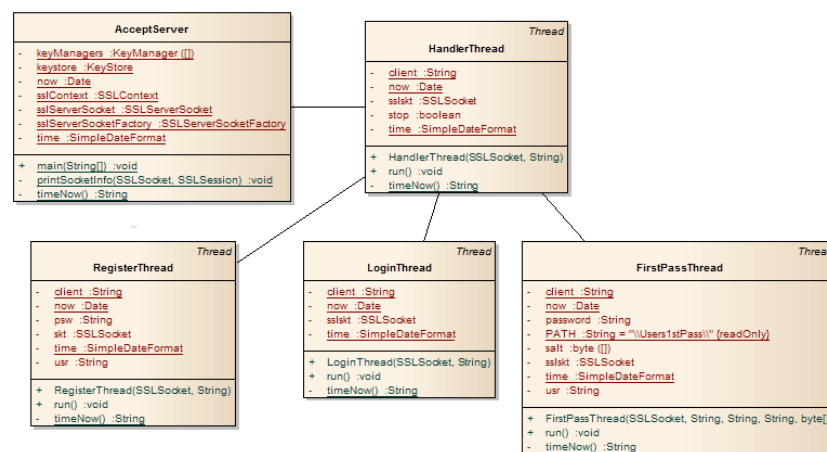 AcceptServer
- keyManagers :KeyManager ([])
- keystore :KeyStore
- now :Date
- sslContext :SSLContext
- sslServerSocket :SSLServerSocket
- sslServerSocketFactory :SSLServerSocketFactory
- time :SimpleDateFormat
+ main(String[]) :void
- printSocketInfo(SSLSocket, SSLSession) :void
- timeNow() :String
Thread
HandlerThread
- client :String
- now :Date
- sslskt :SSLSocket
- stop :boolean
- time :SimpleDateFormat
+ HandlerThread(SSLSocket, String)
+ run() :void
- timeNow() :String
Thread
RegisterThread
- client :String
- now :Date
- psw :String
- skt :SSLSocket
- time :SimpleDateFormat
- usr :String
+ RegisterThread(SSLSocket, String)
+ run() :void
- timeNow() :String
Thread
LoginThread
- client :String
- now :Date
- sslskt :SSLSocket
- time :SimpleDateFormat
+ LoginThread(SSLSocket, String)
+ run() :void
- timeNow() :String
Threa
FirstPassThread
- client :String
- now :Date
- password :String
- PATH :String = "\\Users1stPass\\" {readOnly}
- salt :byte ([])
- sslskt :SSLSocket
- time :SimpleDateFormat
- usr :String
+ FirstPassThread(SSLSocket, String, String, String, byte[]
+ run() :void
- timeNow() :String